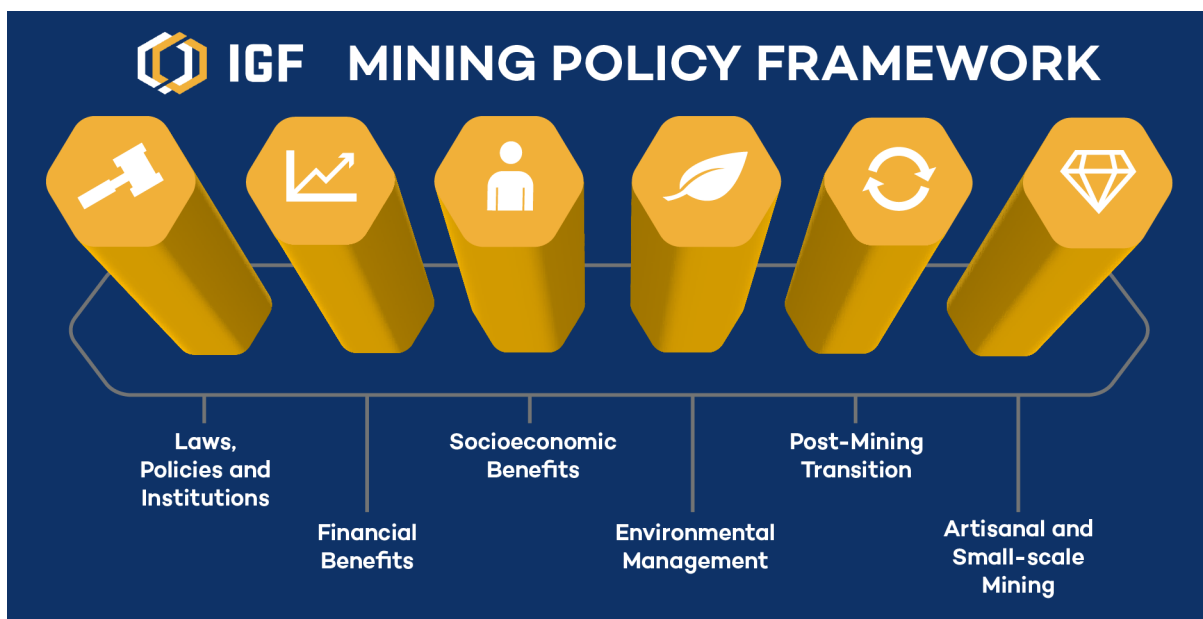 IGF MINING POLICY FRAMEWORK
Laws,
Policies and
Institutions
Financial
Benefits
Socioeconomic
Benefits
Environmental
Management
Post-Mining
Transition
Artisanal and
Small-scale
Mining